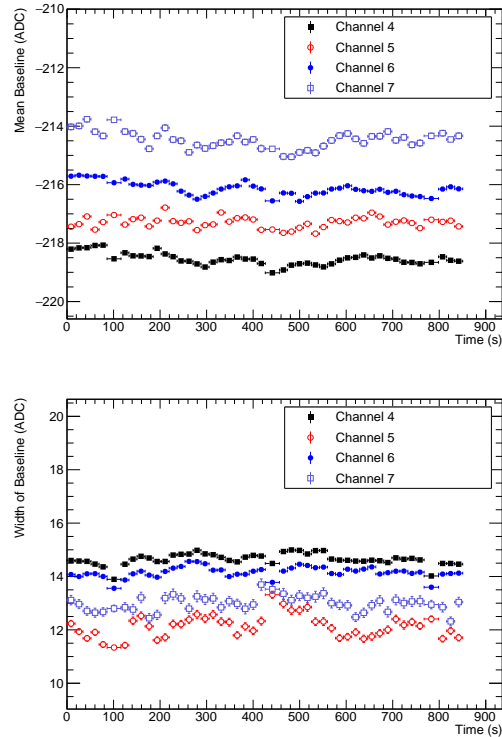 Mean Baseline (ADC)
−210
−212
−214
−216
−218
−220
Channel 4
Channel 5
Channel 6
Channel 7
0 100 200 300 400 500 600 700 800 900
Time (s)
Width of Baseline (ADC)
20
18
16
14
12
10
Channel 4
Channel 5
Channel 6
Channel 7
0 100 200 300 400 500 600 700 800 900
Time (s)